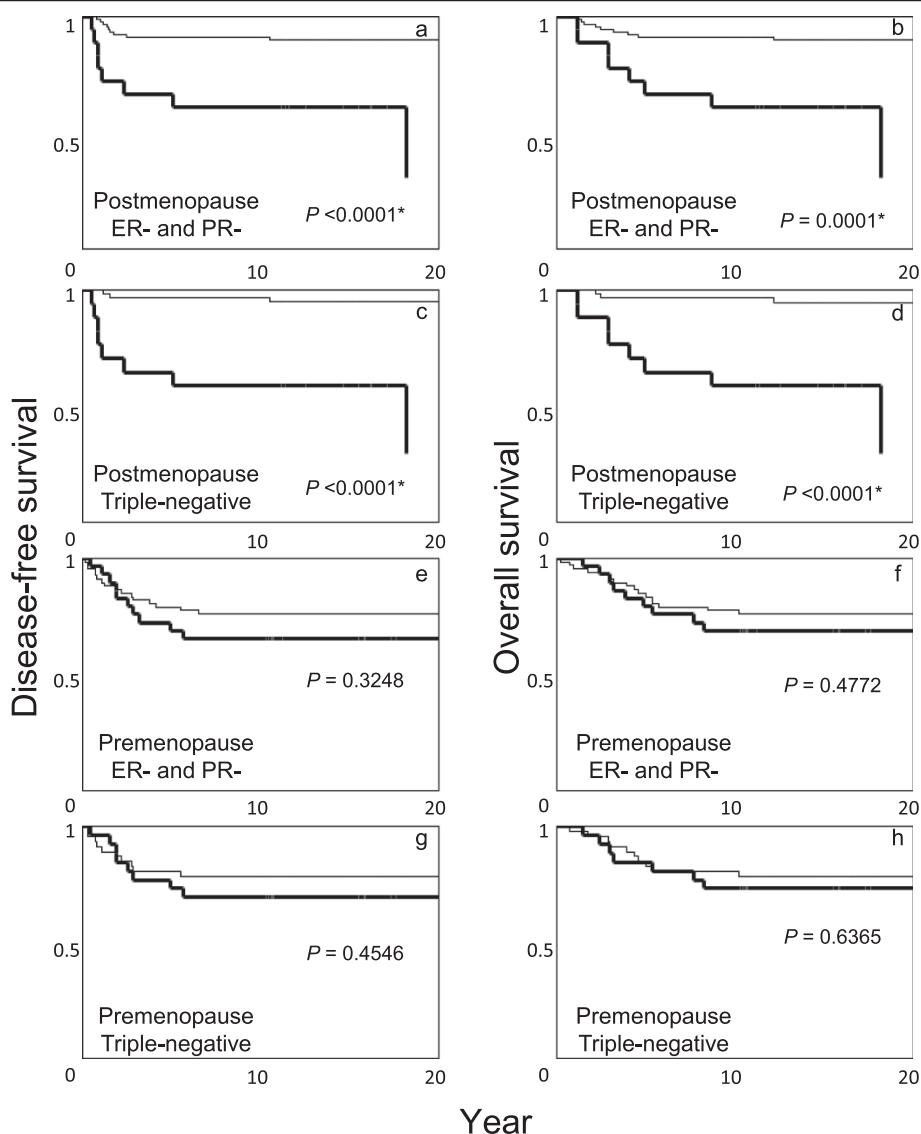 Disease-free survival
Overall survival
1
a
0.5
Postmenopause
ER- and PR-
P <0.0001*
0
10
20
b
Postmenopause
ER- and PR-
P = 0.0001*
0
10
20
1
c
0.5
Postmenopause
Triple-negative
P <0.0001*
0
10
20
1
d
0.5
Postmenopause
Triple-negative
P <0.0001*
0
10
20
1
e
0.5
P = 0.3248
Premenopause
ER- and PR-
0
10
20
1
f
0.5
P = 0.4772
Premenopause
ER- and PR-
0
10
20
1
g
0.5
P = 0.4546
Premenopause
Triple-negative
0
10
20
1
h
0.5
P = 0.6365
Premenopause
Triple-negative
0
10
20
1
0.5
Year